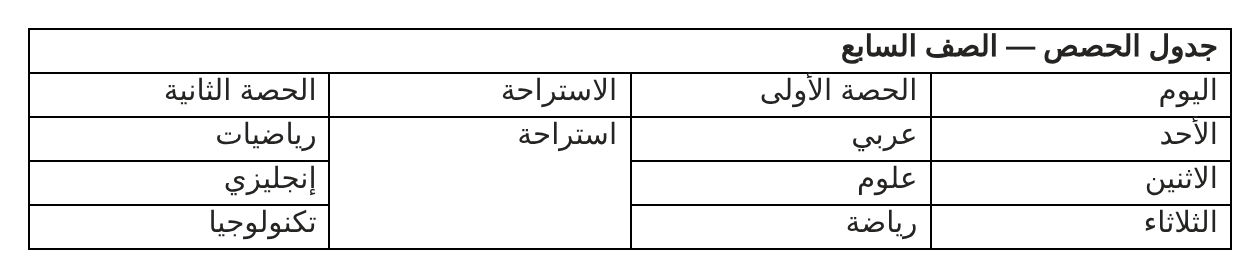 جدول الحصص — الصف السابع
اليوم الحصة الأولى الاستراحة الحصة الثانية
الأحد عربي استراحة رياضيات
الاثنين علوم إنجليزي
الثلاثاء رياضة تكنولوجيا